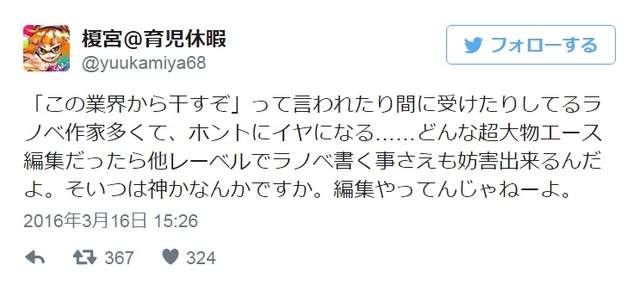 榎宮@育児休暇
フォローする
@yuukamiya68
「この業界から干すぞ」って言われたり間に受けたりしてるラ
ノベ作家多くて、ホントにイヤになる……どんな超大物エース
編集だったら他レーベルでラノベ書く事さえも妨害出来るんだ
よ。そいつは神かなんかですか。編集やってんじゃねーよ。
2016年3月16日 15:26
367 324